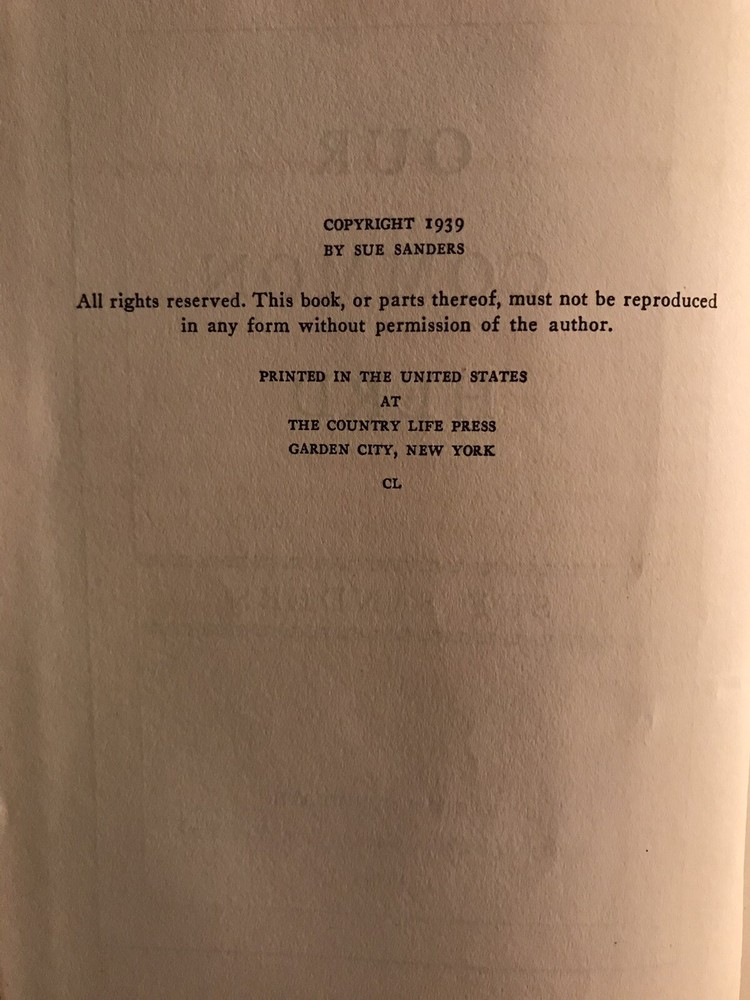 COPYRIGHT 1939
BY SUE SANDERS
All rights reserved. This book, or parts thereof, must not be reproduced
in any form without permission of the author.
PRINTED IN THE UNITED STATES
AT
THE COUNTRY LIFE PRESS
GARDEN CITY, NEW YORK
CL
OUR